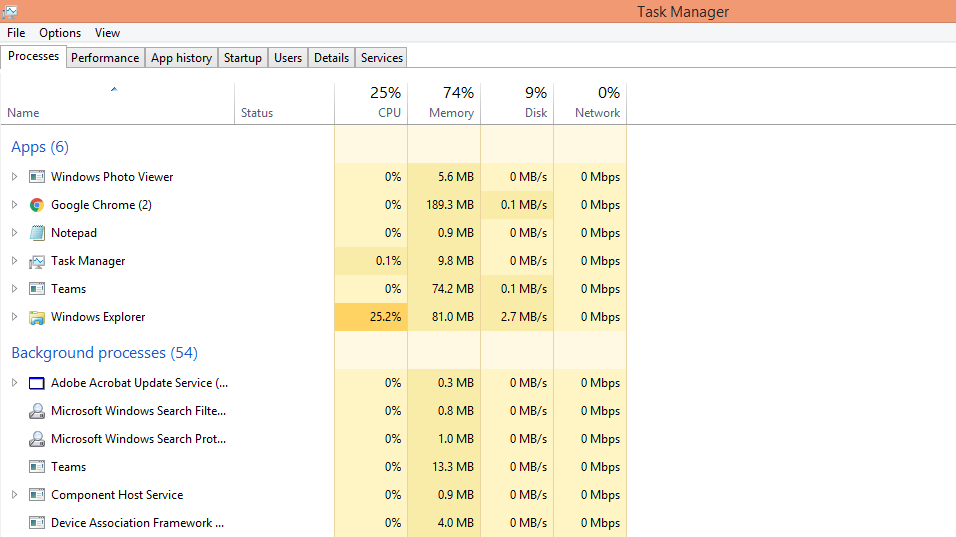 Task Manager
File Options View
Processes Performance App history Startup Users Details Services
25% 74% 9% 0%
Name Status CPU Memory Disk Network
Apps (6)
Windows Photo Viewer 0% 5.6 MB 0 MB/s 0 Mbps
Google Chrome (2) 0% 189.3 MB 0.1 MB/s 0 Mbps
Notepad 0% 0.9 MB 0 MB/s 0 Mbps
Task Manager 0.1% 9.8 MB 0 MB/s 0 Mbps
Teams 0% 74.2 MB 0.1 MB/s 0 Mbps
Windows Explorer 25.2% 81.0 MB 2.7 MB/s 0 Mbps
Background processes (54)
Adobe Acrobat Update Service (... 0% 0.3 MB 0 MB/s 0 Mbps
Microsoft Windows Search Filte... 0% 0.8 MB 0 MB/s 0 Mbps
Microsoft Windows Search Prot... 0% 1.0 MB 0 MB/s 0 Mbps
Teams 0% 13.3 MB 0 MB/s 0 Mbps
Component Host Service 0% 0.9 MB 0 MB/s 0 Mbps
Device Association Framework ... 0% 4.0 MB 0 MB/s 0 Mbps